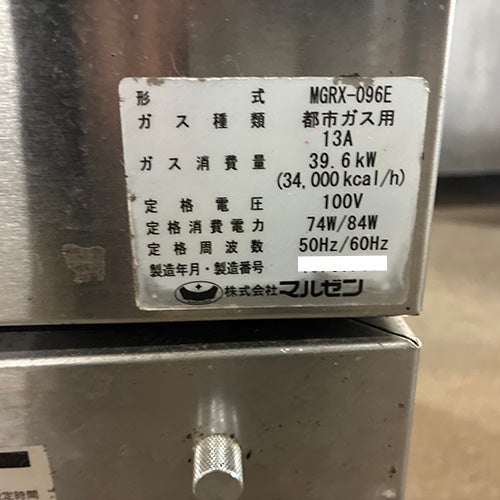 形式 MGRX-096E
ガス種類 都市ガス用
13A
ガス消費量 39.6kW
(34,000kcal/h)
定格電圧 100V
定格消費電力 74W/84W
定格周波数 50Hz/60Hz
製造年月・製造番号
株式会社マルゼン
定時間